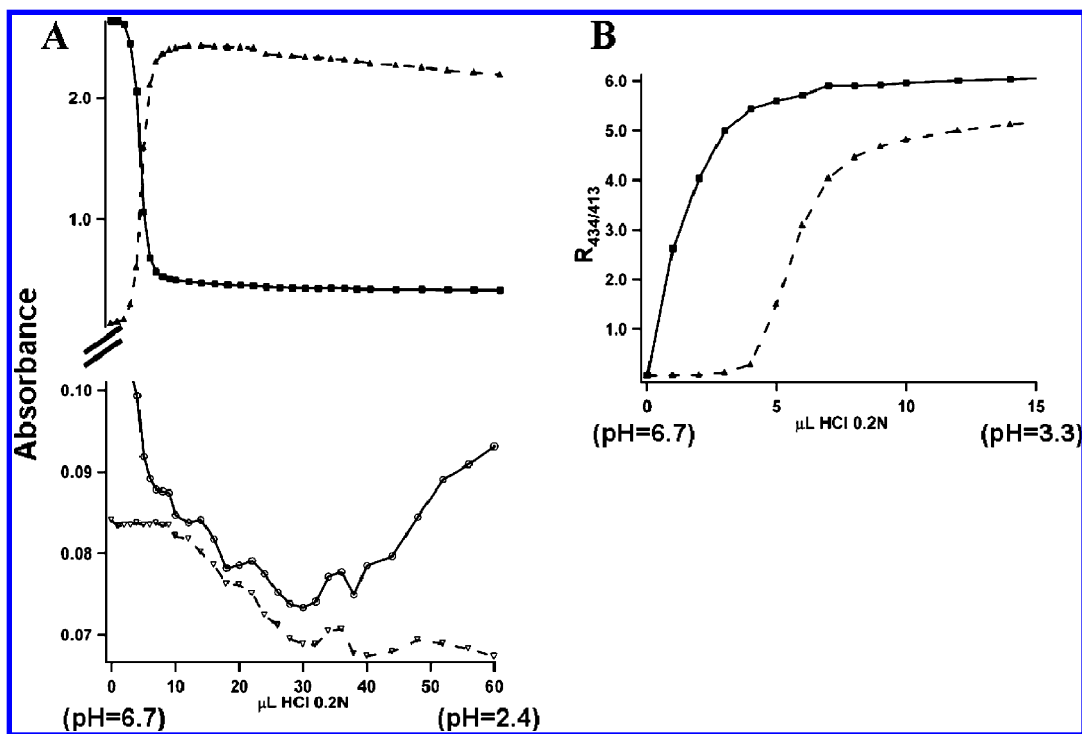 A
2.0
1.0
Absorbance
0.10
0.09
0.08
0.07
0 10 20 30 40 50 60
μL HCl 0.2N
(pH=6.7) (pH=2.4)
B
6.0
5.0
4.0
3.0
2.0
1.0
R434/413
0 5 10 15
μL HCl 0.2N
(pH=6.7) (pH=3.3)